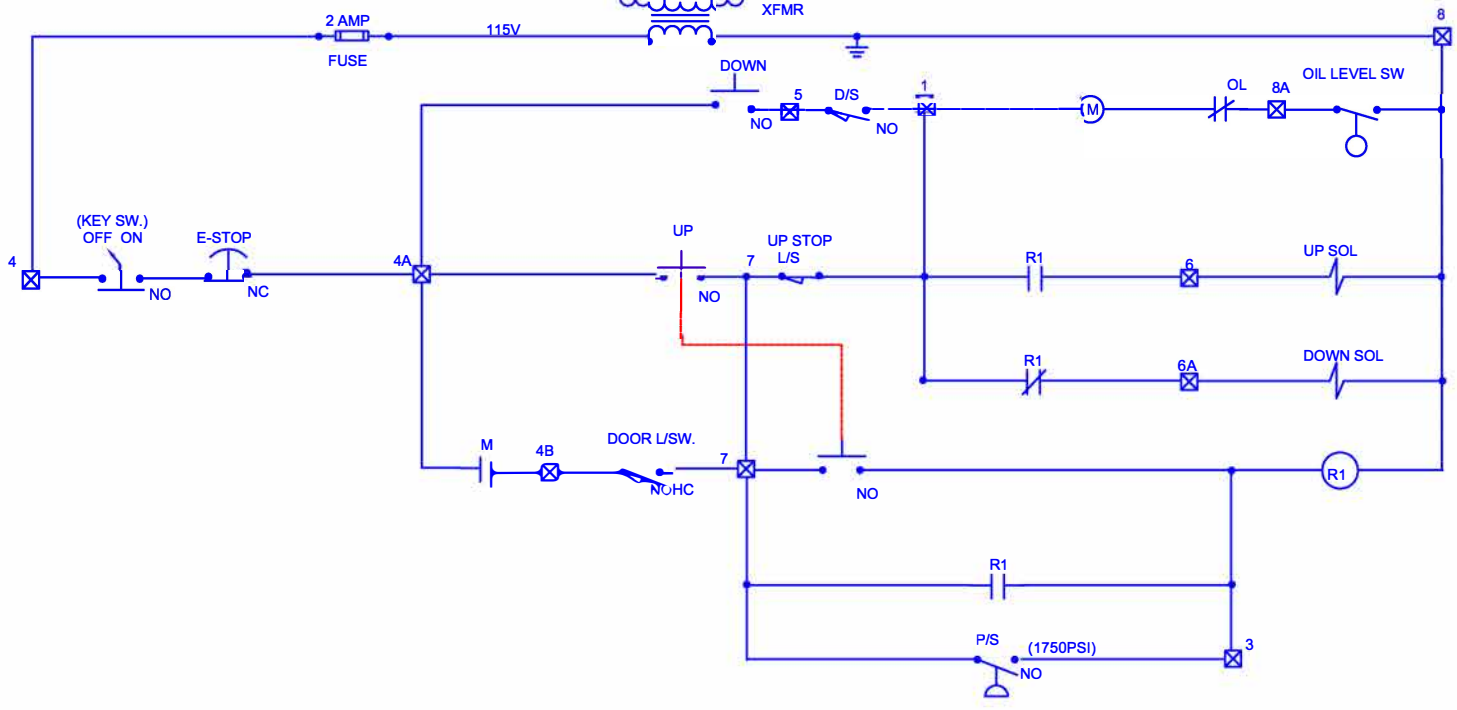 XFMR
2 AMP
115V
FUSE
8
DOWN
OIL LEVEL SW
5
D/S
1
OL
8A
NO
NO
M
(KEY SW.)
OFF ON
E-STOP
UP
UP STOP
L/S
4
4A
7
R1
6
UP SOL
NO
NC
NO
R1
6A
DOWN SOL
M
4B
DOOR L/SW.
7
NOHC
NO
R1
R1
P/S
(1750PSI)
3
NO